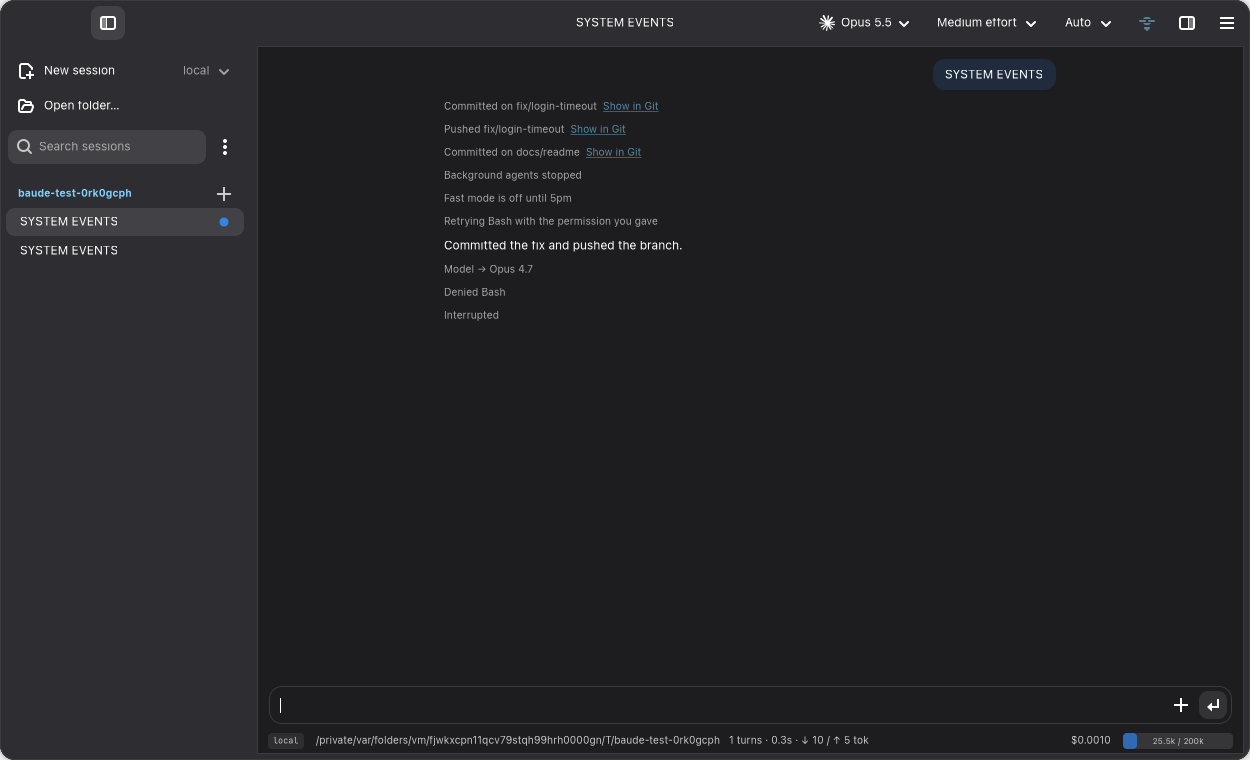 SYSTEM EVENTS
Opus 5.5
Medium effort
Auto
New session
local
Open folder...
Search sessions
baude-test-0rk0gcph
SYSTEM EVENTS
SYSTEM EVENTS
SYSTEM EVENTS
Committed on fix/login-timeout Show in Git
Pushed fix/login-timeout Show in Git
Committed on docs/readme Show in Git
Background agents stopped
Fast mode is off until 5pm
Retrying Bash with the permission you gave
Committed the fix and pushed the branch.
Model → Opus 4.7
Denied Bash
Interrupted
local /private/var/folders/vm/fjwkxcpn11qcv79stqh99hrh0000gn/T/baude-test-0rk0gcph 1 turns · 0.3s · ↓ 10 / ↑ 5 tok
$0.0010
25.5k / 200k